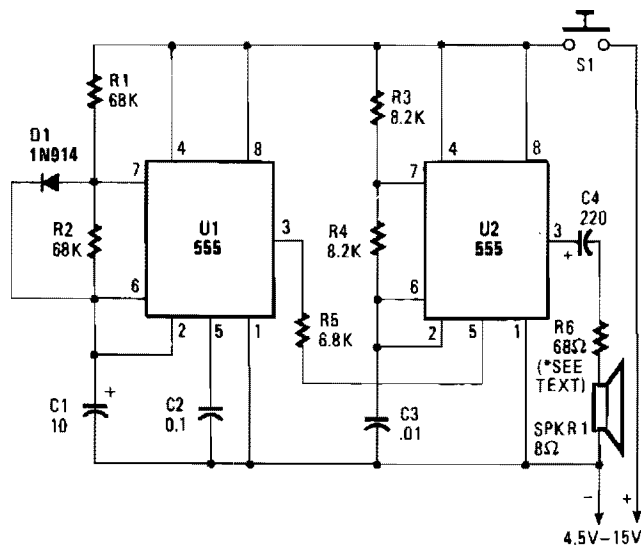 R1
68K
D1
1N914
R2
68K
C1
10
+
7
6
4
8
U1
555
3
2
5
1
C2
0.1
R3
8.2K
R4
8.2K
R5
6.8K
C3
.01
7
6
4
8
U2
555
3
2
5
1
S1
C4
220
+
R6
68Ω
(*SEE
TEXT)
SPKR1
8Ω
–
+
4.5V–15V